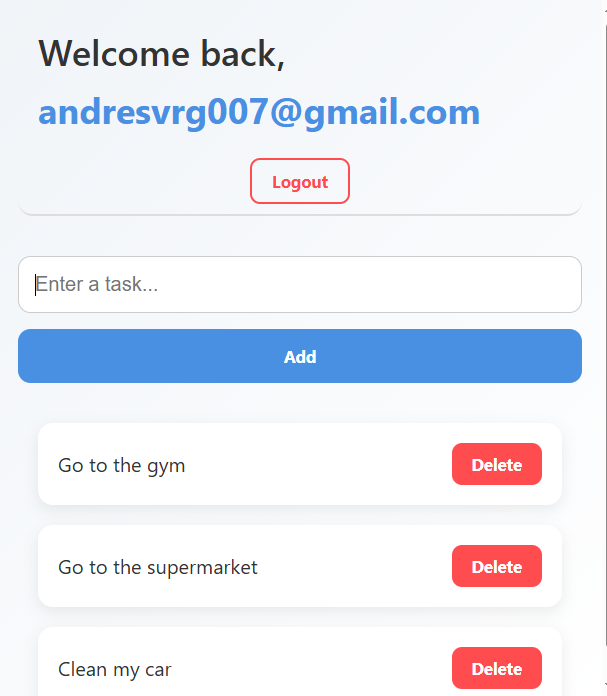 Welcome back,
andresvrg007@gmail.com
Logout
Enter a task...
Add
Go to the gym
Delete
Go to the supermarket
Delete
Clean my car
Delete